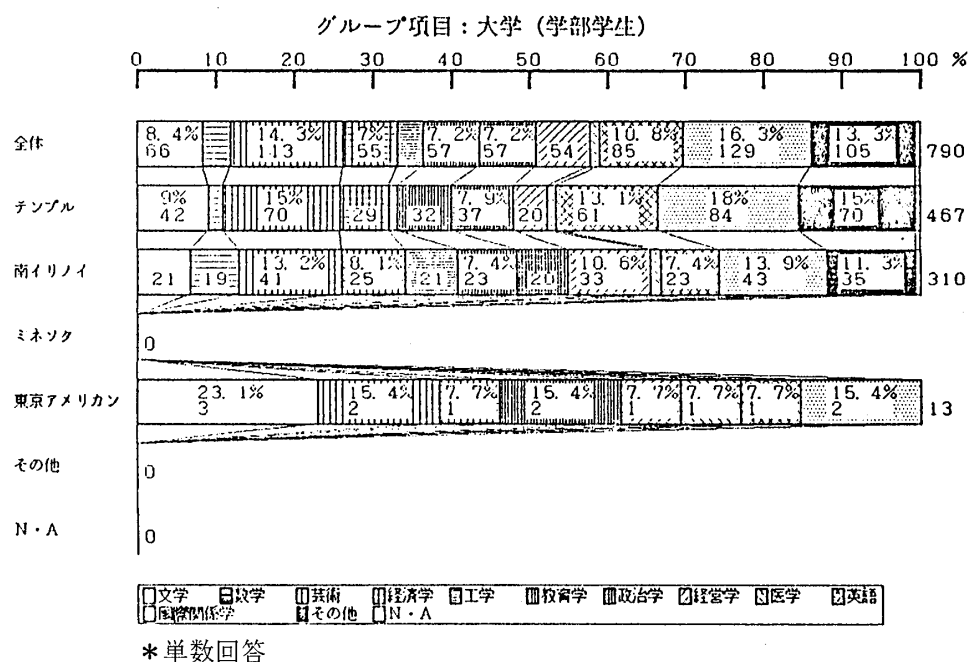 グループ項目：大学（学部学生）
0 10 20 30 40 50 60 70 80 90 100 %
8.4% 14.3% 7% 7.2% 7.2% 10.8% 16.3% 13.3%
全体 66 113 55 57 57 54 85 129 105 790
9% 15% 7.9% 13.1% 18% 15%
テンプル 42 70 29 32 37 20 61 84 70 467
13.2% 8.1% 7.4% 10.6% 7.4% 13.9% 11.3%
南イリノイ 21 19 41 25 21 23 20 33 23 43 35 310
ミネソタ 0
23.1% 15.4% 7.7% 15.4% 7.7% 7.7% 7.7% 15.4%
東京アメリカン 3 2 1 2 1 1 1 2 13
その他 0
N・A 0
文学 数学 芸術 経済学 工学 教育学 政治学 経営学 医学 英語
国際関係学 その他 N・A
＊単数回答